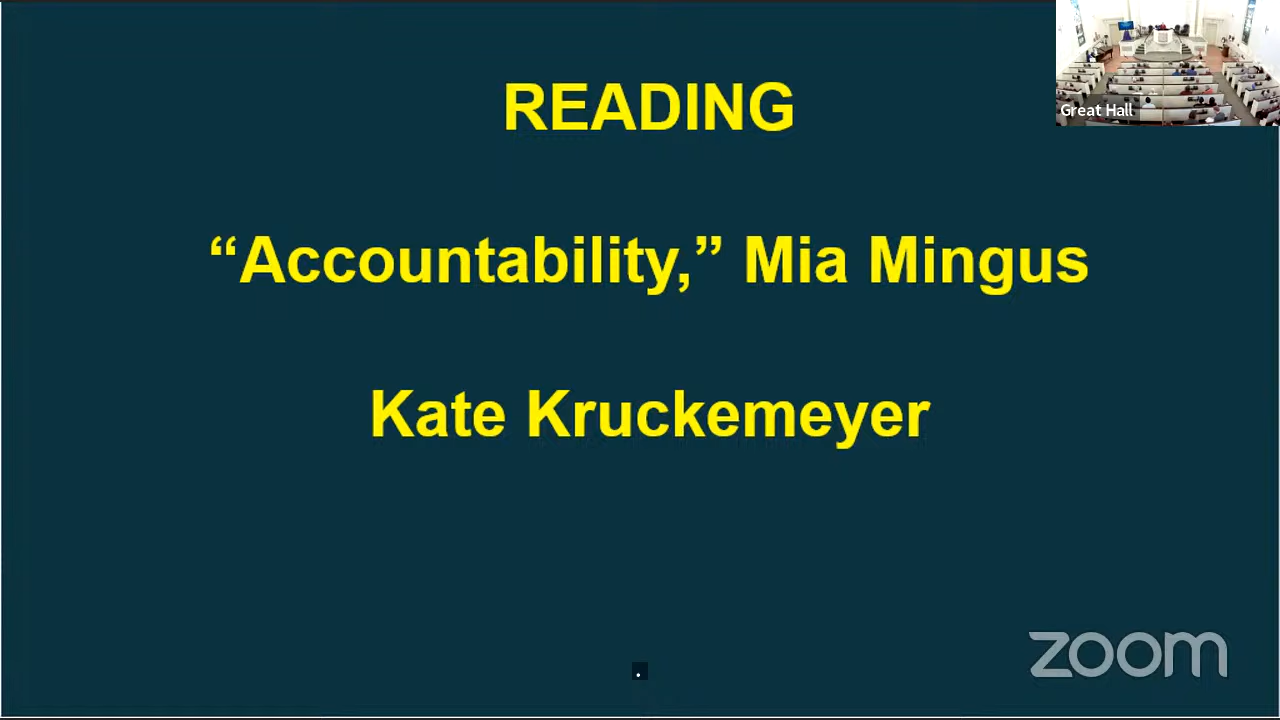 Great Hall
READING
“Accountability,” Mia Mingus
Kate Kruckemeyer
.
zoom